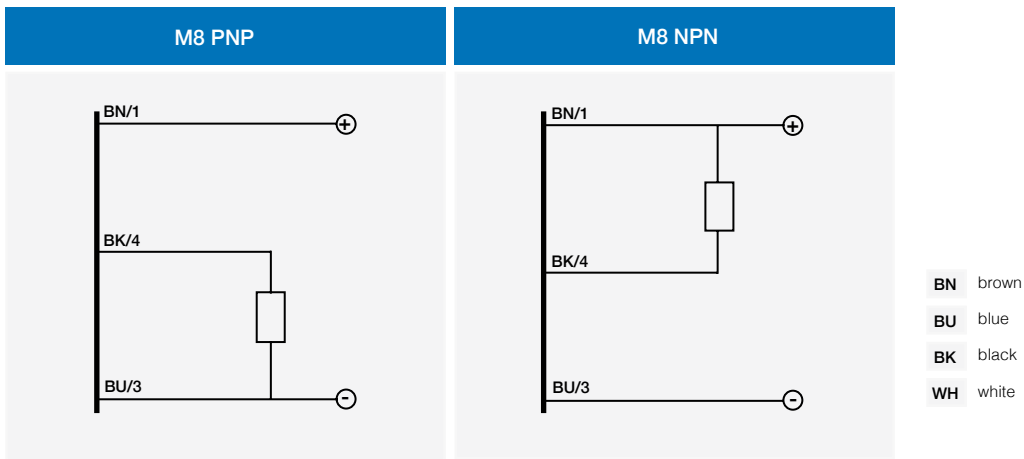 M8 PNP
BN/1
+
BK/4
BU/3
-
M8 NPN
BN/1
+
BK/4
BU/3
-
BN brown
BU blue
BK black
WH white